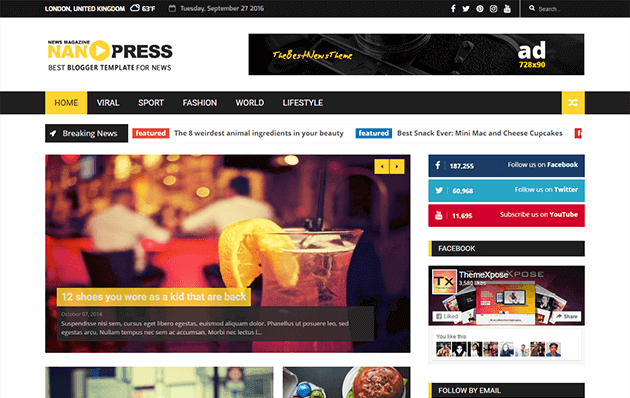 LONDON, UNITED KINGDOM 63°F
Tuesday, September 27 2016
Search..
NEWS MAGAZINE
NANOPRESS
BEST BLOGGER TEMPLATE FOR NEWS
TheBestNewsTheme
ad
728x90
HOME VIRAL SPORT FASHION WORLD LIFESTYLE
Breaking News
featured The 8 weirdest animal ingredients in your beauty
featured Best Snack Ever: Mini Mac and Cheese Cupcakes
187,255 Follow us on Facebook
60,968 Follow us on Twitter
11,695 Subscribe us on YouTube
FACEBOOK
ThemeXpose
3,580 likes
TX
Liked Share
You like this
12 shoes you wore as a kid that are back
October 07, 2014
Suspendisse nisi sem, cursus eget libero egestas, euismod aliquam dolor. Phasellus ut posuere leo, sed
egestas arcu. Nullam tempus nec sem ac accumsan. Morbi nec lectus l...
FOLLOW BY EMAIL